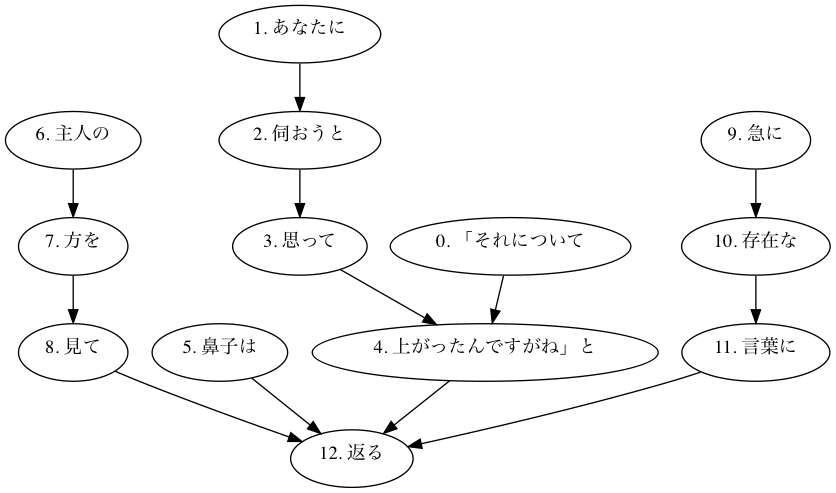 1. あなたに
6. 主人の
2. 伺おうと
9. 急に
7. 方を
3. 思って
0. 「それについて
10. 存在な
8. 見て
5. 鼻子は
4. 上がったんですがね」と
11. 言葉に
12. 返る